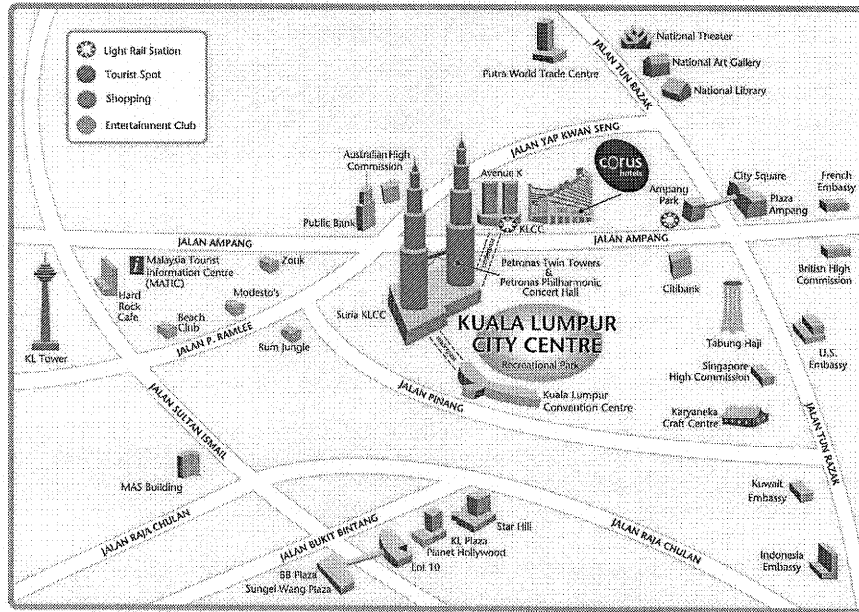 Light Rail Station
Tourist Spot
Shopping
Entertainment Club
National Theater
National Art Gallery
National Library
Putra World Trade Centre
JALAN TUN RAZAK
JALAN YAP KWAN SENG
corus
hotels
Australian High
Commission
Avenue K
Public Bank
KLCC
Ampang
Park
City Square
Plaza
Ampang
French
Embassy
JALAN AMPANG
JALAN AMPANG
Malaysia Tourist
Information Centre
(MATIC)
Zouk
Hard
Rock
Cafe
Modesto's
Beach
Club
Rum Jungle
KL Tower
JALAN P. RAMLEE
Petronas Twin Towers
&
Petronas Philharmonic
Concert Hall
Suria KLCC
KUALA LUMPUR
CITY CENTRE
Recreational Park
Citibank
British High
Commission
Tabung Haji
U.S.
Embassy
Singapore
High Commission
Kuala Lumpur
Convention Centre
Karyaneka
Craft Centre
JALAN PINANG
JALAN SULTAN ISMAIL
JALAN TUN RAZAK
MAS Building
Kuwait
Embassy
JALAN RAJA CHULAN
JALAN BUKIT BINTANG
Star Hill
KL Plaza
Planet Hollywood
Lot 10
BB Plaza
Sungei Wang Plaza
JALAN RAJA CHULAN
Indonesia
Embassy